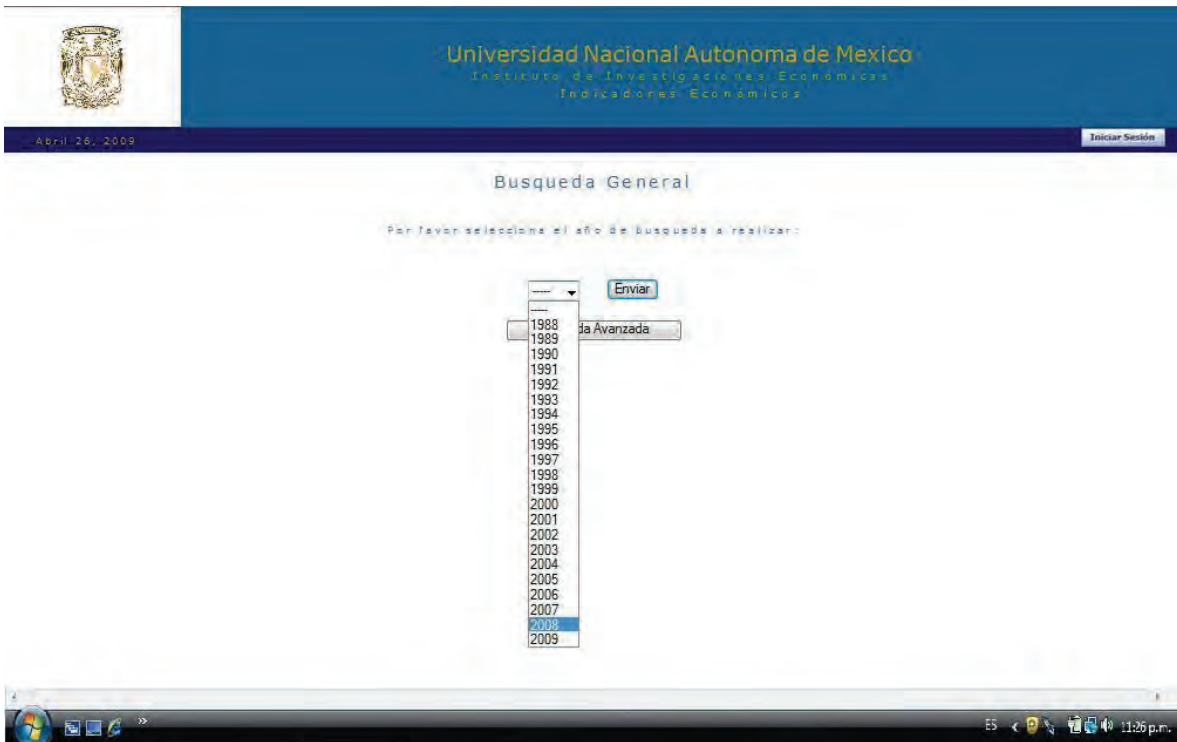 Universidad Nacional Autonoma de Mexico
Instituto de Investigaciones Economicas
Indicadores Económicos
Abril 26, 2009
Iniciar Sesión
Busqueda General
Por favor selecciona el año de busqueda a realizar:
----- Enviar
-----
1988
da Avanzada
1989
1990
1991
1992
1993
1994
1995
1996
1997
1998
1999
2000
2001
2002
2003
2004
2005
2006
2007
2008
2009
ES 11:26 p.m.